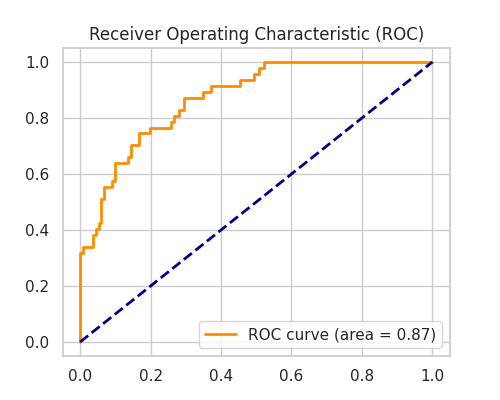 Receiver Operating Characteristic (ROC)
1.0
0.8
0.6
0.4
0.2
0.0
ROC curve (area = 0.87)
0.0 0.2 0.4 0.6 0.8 1.0